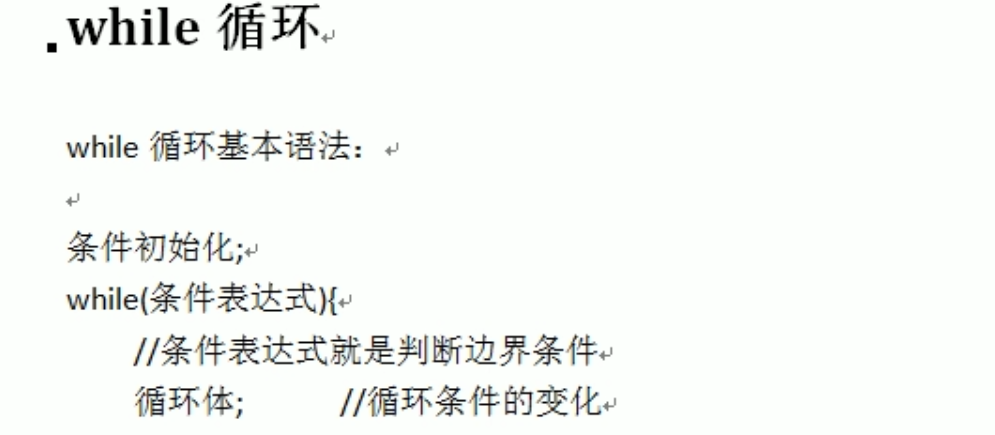 while 循环
while 循环基本语法：
条件初始化;
while(条件表达式){
//条件表达式就是判断边界条件
循环体; //循环条件的变化